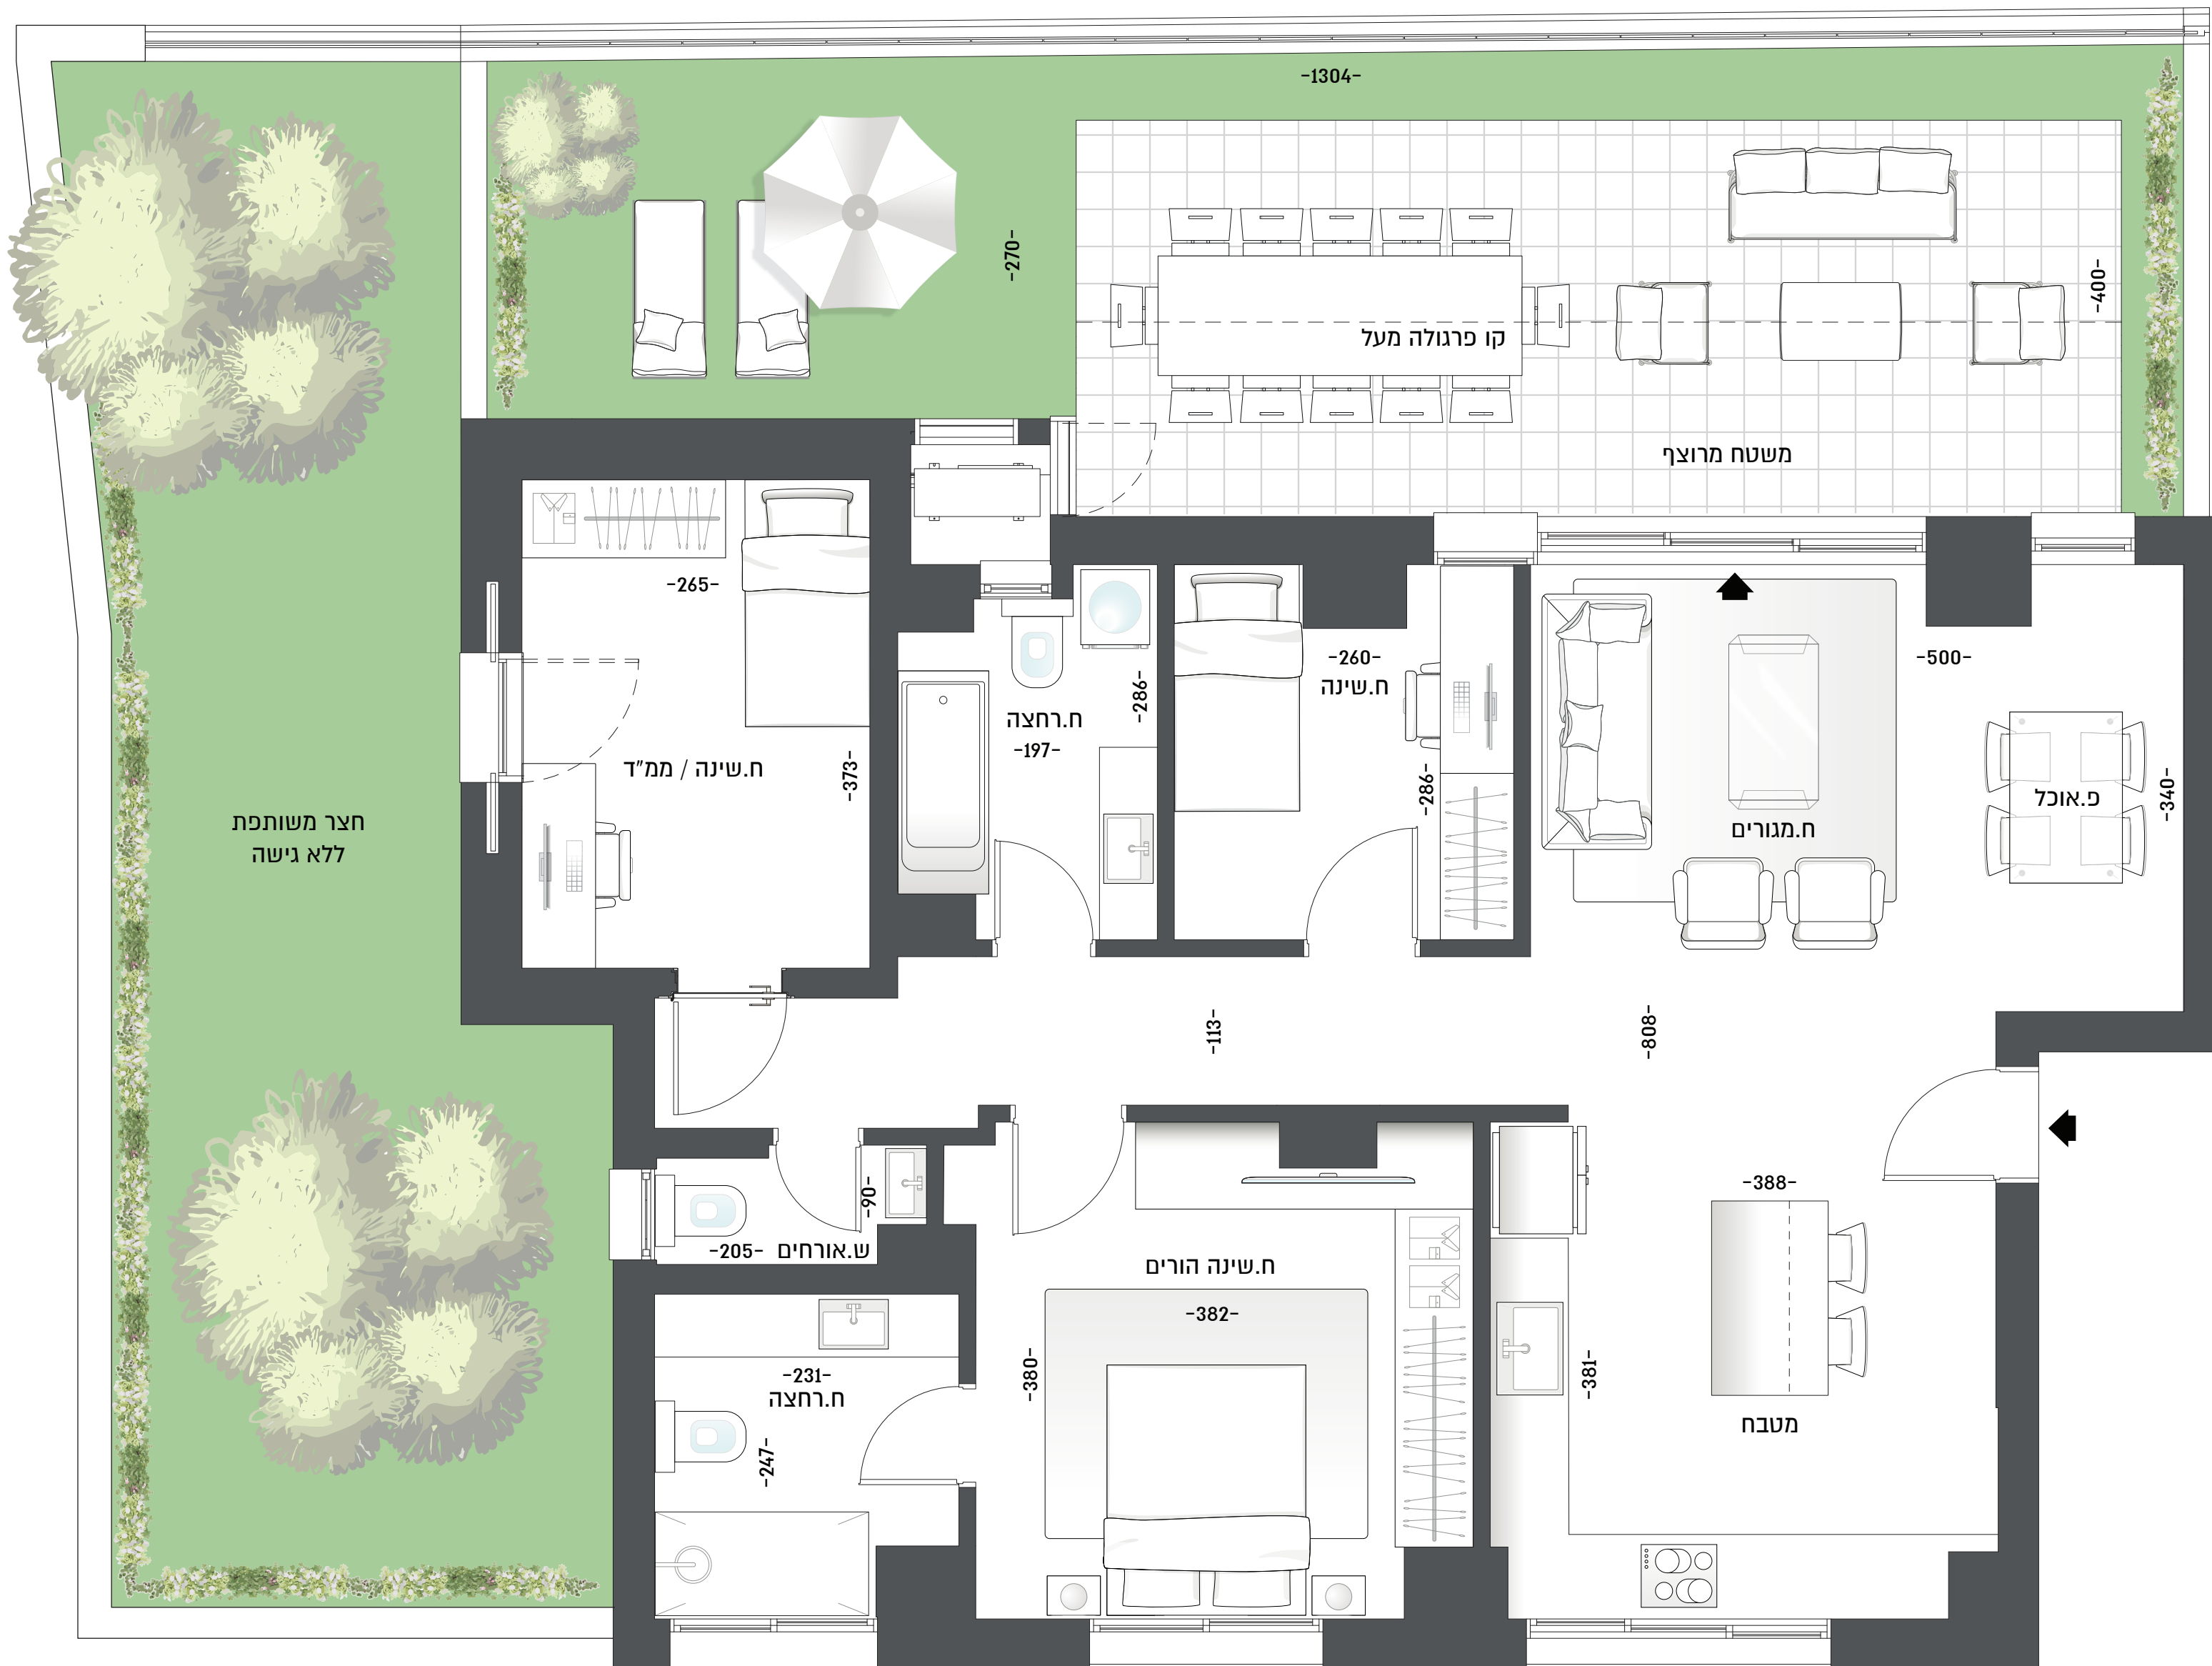 -1304-
-270-
-400-
קו פרגולה מעל
משטח מרוצף
-265-
ח.שינה / ממ"ד
-373-
ח.רחצה
-197-
-286-
-260-
ח.שינה
-286-
-500-
ח.מגורים
פ.אוכל
-340-
חצר משותפת
ללא גישה
-113-
-808-
-90-
ש.אורחים -205-
-231-
ח.רחצה
-247-
ח.שינה הורים
-382-
-380-
-388-
-381-
מטבח